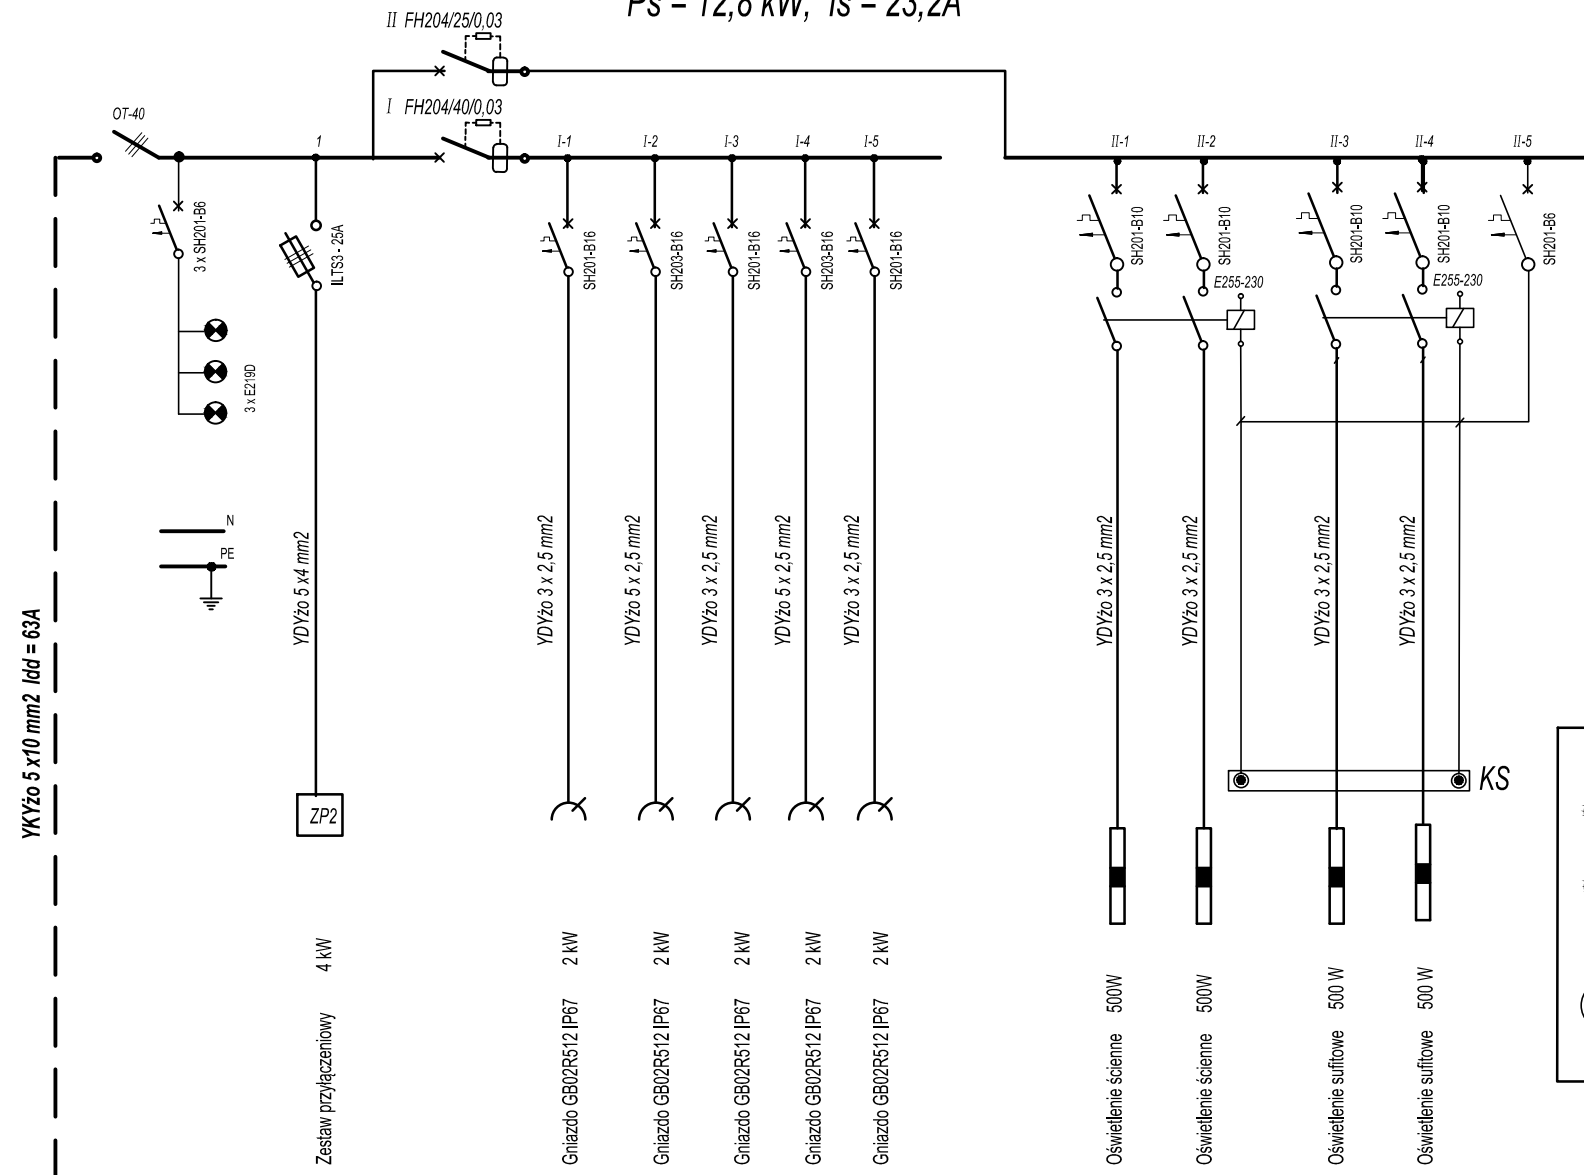 Ps = 12,8 kW, Is = 23,2A
II FH204/25/0,03
I FH204/40/0,03
OT-40
1
I-1
I-2
I-3
I-4
I-5
II-1
II-2
II-3
II-4
II-5
3 x SH201-B6
ILTS3 - 25A
SH201-B16
SH203-B16
SH201-B16
SH203-B16
SH201-B16
SH201-B10
SH201-B10
SH201-B10
SH201-B10
SH201-B6
E255-230
E255-230
3 x E219D
N
PE
YKYżo 5 x10 mm2 Idd = 63A
YDYżo 5 x4 mm2
YDYżo 3 x 2,5 mm2
YDYżo 5 x 2,5 mm2
YDYżo 3 x 2,5 mm2
YDYżo 5 x 2,5 mm2
YDYżo 3 x 2,5 mm2
YDYżo 3 x 2,5 mm2
YDYżo 3 x 2,5 mm2
YDYżo 3 x 2,5 mm2
YDYżo 3 x 2,5 mm2
KS
ZP2
Zestaw przyłączeniowy 4 kW
Gniazdo GB02R512 IP67 2 kW
Gniazdo GB02R512 IP67 2 kW
Gniazdo GB02R512 IP67 2 kW
Gniazdo GB02R512 IP67 2 kW
Gniazdo GB02R512 IP67 2 kW
Oświetlenie ścienne 500W
Oświetlenie ścienne 500W
Oświetlenie sufitowe 500 W
Oświetlenie sufitowe 500 W